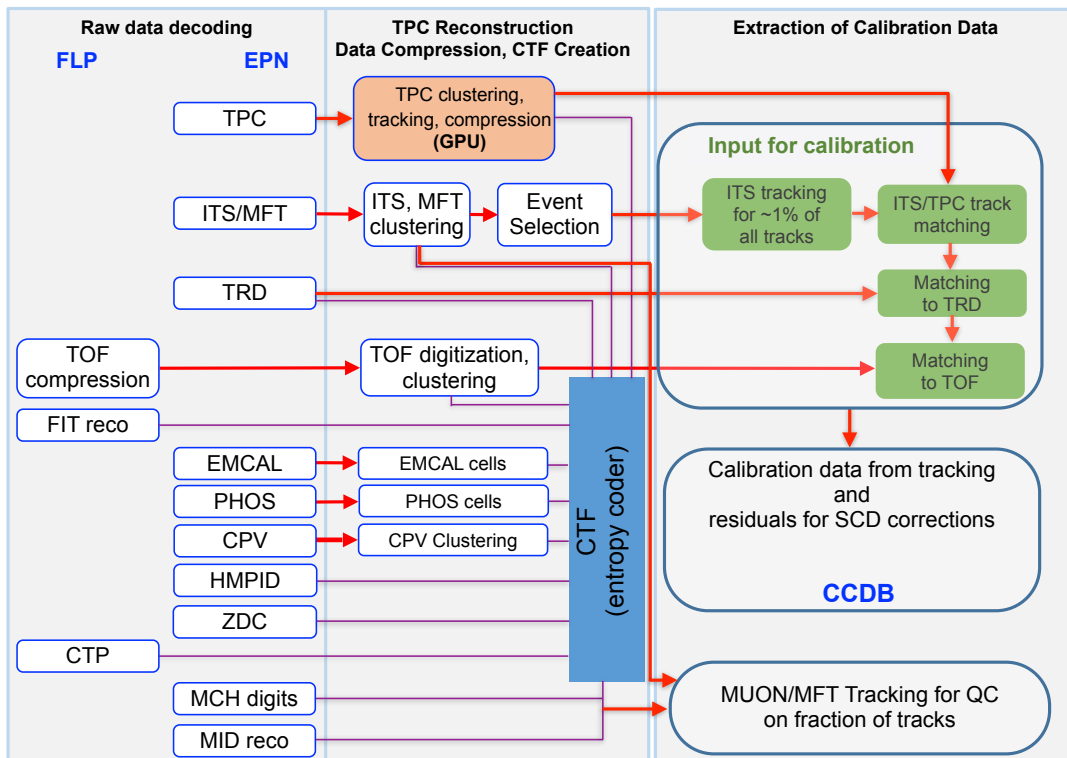 Raw data decoding
FLP
EPN
TPC Reconstruction
Data Compression, CTF Creation
Extraction of Calibration Data
TPC
TPC clustering,
tracking, compression
(GPU)
Input for calibration
ITS/MFT
ITS, MFT
clustering
Event
Selection
ITS tracking
for ~1% of
all tracks
ITS/TPC track
matching
TRD
Matching
to TRD
TOF
compression
TOF digitization,
clustering
Matching
to TOF
FIT reco
EMCAL
EMCAL cells
PHOS
PHOS cells
CPV
CPV Clustering
HMPID
ZDC
CTP
MCH digits
MID reco
CTF
(entropy coder)
Calibration data from tracking
and
residuals for SCD corrections
CCDB
MUON/MFT Tracking for QC
on fraction of tracks